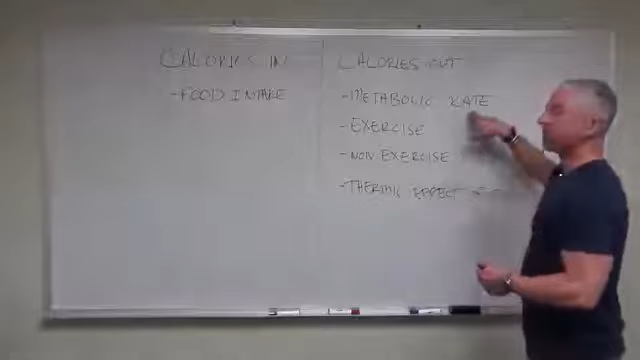 CALORIES IN
- FOOD INTAKE
CALORIES OUT
- METABOLIC RATE
- EXERCISE
- NON EXERCISE
- THERMIC EFFECT